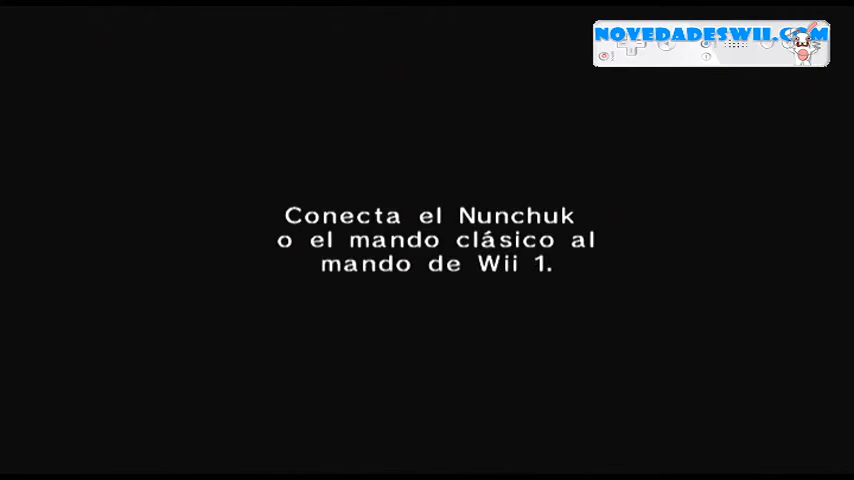 NOVEDADESWII.COM
Conecta el Nunchuk
o el mando clásico al
mando de Wii 1.